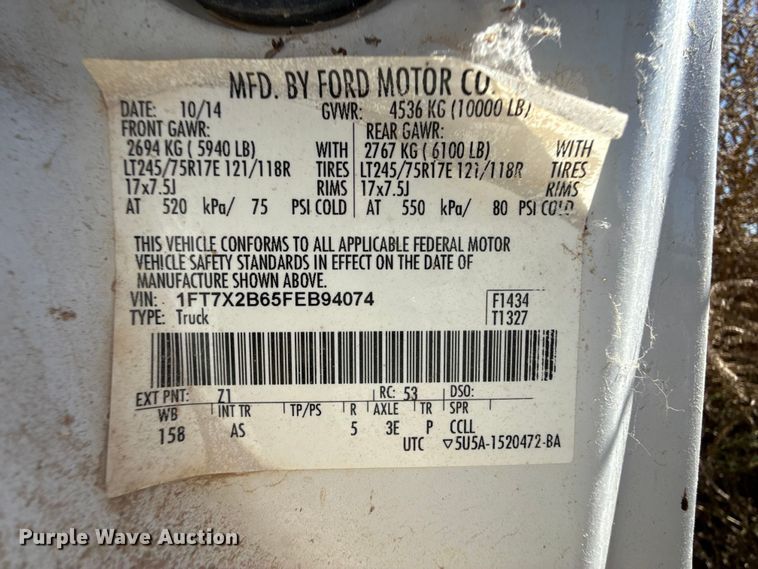 MFD. BY FORD MOTOR CO.
DATE: 10/14 GVWR: 4536 KG (10000 LB)
FRONT GAWR: REAR GAWR:
2694 KG ( 5940 LB) WITH 2767 KG ( 6100 LB) WITH
LT245/75R17E 121/118R TIRES LT245/75R17E 121/118R TIRES
17x7.5J RIMS 17x7.5J RIMS
AT 520 kPa/ 75 PSI COLD AT 550 kPa/ 80 PSI COLD
THIS VEHICLE CONFORMS TO ALL APPLICABLE FEDERAL MOTOR
VEHICLE SAFETY STANDARDS IN EFFECT ON THE DATE OF
MANUFACTURE SHOWN ABOVE.
VIN: 1FT7X2B65FEB94074 F1434
TYPE: Truck T1327
EXT PNT: Z1 RC: 53 DSO:
WB INT TR TP/PS R AXLE TR SPR
158 AS 5 3E P CCLL
UTC ▽5U5A-1520472-BA
Purple Wave Auction